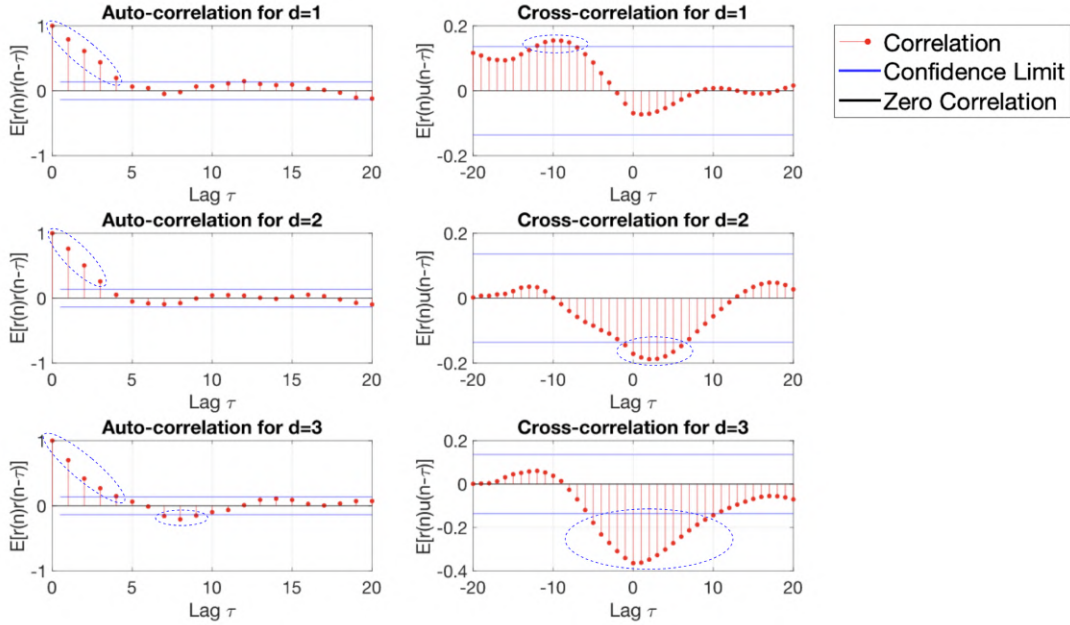 Auto-correlation for d=1
E[r(n)r(n-τ)]
1
0
-1
0 5 10 15 20
Lag τ
Cross-correlation for d=1
E[r(n)u(n-τ)]
0.2
0
-0.2
-20 -10 0 10 20
Lag τ
Correlation
Confidence Limit
Zero Correlation
Auto-correlation for d=2
E[r(n)r(n-τ)]
1
0
-1
0 5 10 15 20
Lag τ
Cross-correlation for d=2
E[r(n)u(n-τ)]
0.2
0
-0.2
-20 -10 0 10 20
Lag τ
Auto-correlation for d=3
E[r(n)r(n-τ)]
1
0
-1
0 5 10 15 20
Lag τ
Cross-correlation for d=3
E[r(n)u(n-τ)]
0.2
0
-0.2
-0.4
-20 -10 0 10 20
Lag τ